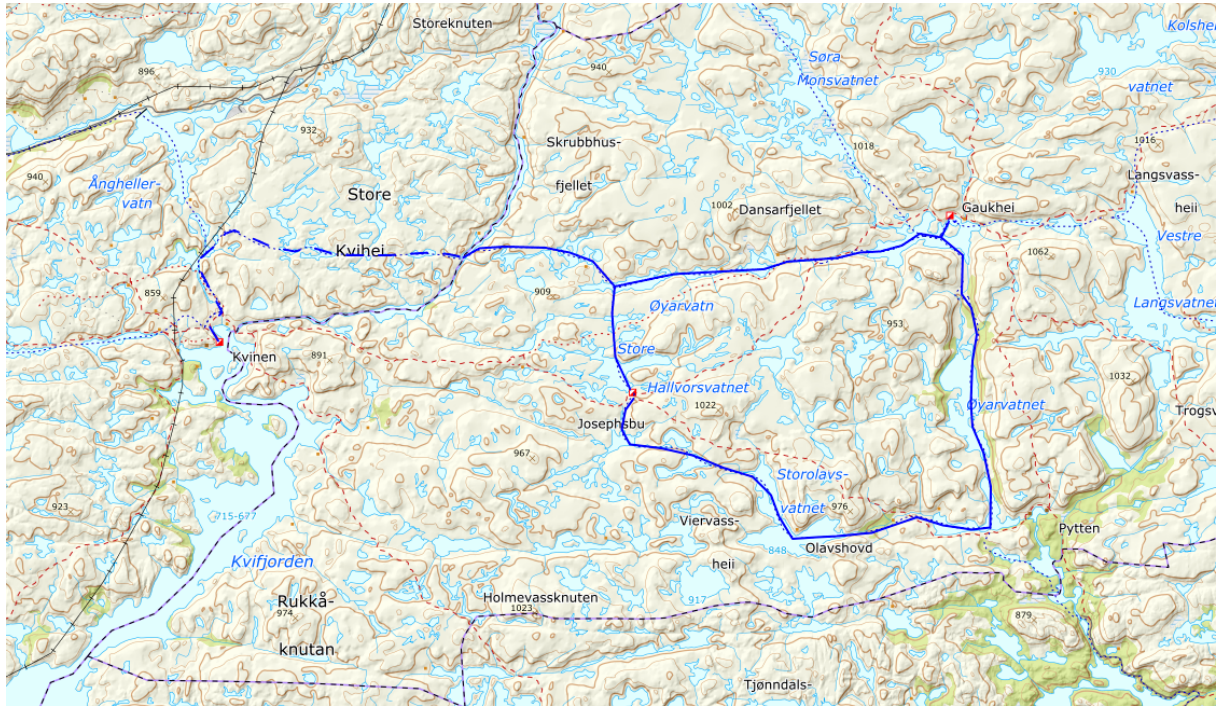 Storeknuten
Kolshei
896
940
Søra
Monsvatnet
930
vatnet
932
Skrubbhus-
fjellet
1018
1916
940
Ångheller-
vatn
Store
Kvihei
1002
Dansarfjellet
Gaukhei
Langsvass-
heii
Vestre
1062
859
909
Øyarvatn
Langsvatnet
953
Kvinen
891
Store
Hallvorsvatnet
1032
1022
Øyarvatnet
Trogsv
Josephsbu
967
Storolavs-
vatnet
976
923
715-677
Viervass-
heii
848
Olavshovd
Pytten
Kvifjorden
Rukkå-
knutan
974
Holmevassknuten
1023
917
879
Tjønndals-